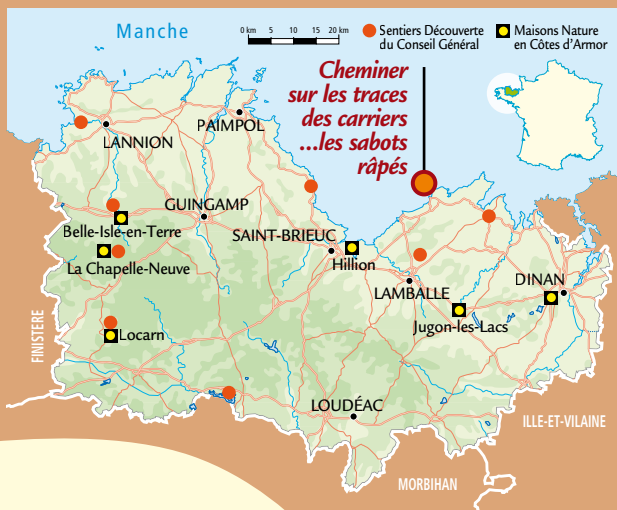 Manche
0 km 5 10 15 20 km
Sentiers Découverte
du Conseil Général
Maisons Nature
en Côtes d'Armor
Cheminer
sur les traces
des carriers
...les sabots
râpés
PAIMPOL
LANNION
GUINGAMP
Belle-Isle-en-Terre
SAINT-BRIEUC
La Chapelle-Neuve
Hillion
LAMBALLE
DINAN
Jugon-les-Lacs
Locarn
FINISTERE
LOUDÉAC
ILLE-ET-VILAINE
MORBIHAN